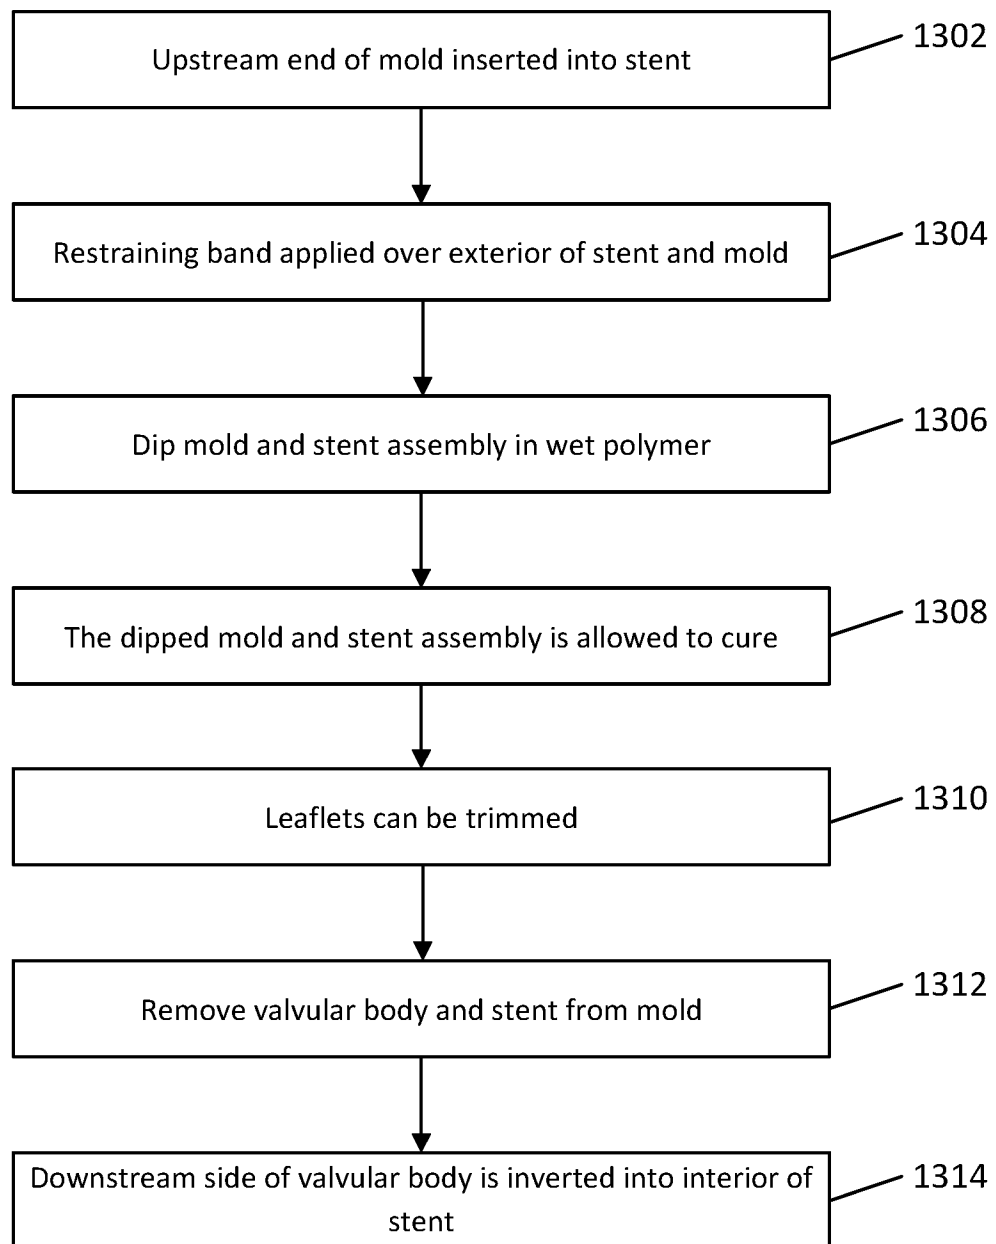 Upstream end of mold inserted into stent
1302
Restraining band applied over exterior of stent and mold
1304
Dip mold and stent assembly in wet polymer
1306
The dipped mold and stent assembly is allowed to cure
1308
Leaflets can be trimmed
1310
Remove valvular body and stent from mold
1312
Downstream side of valvular body is inverted into interior of
stent
1314